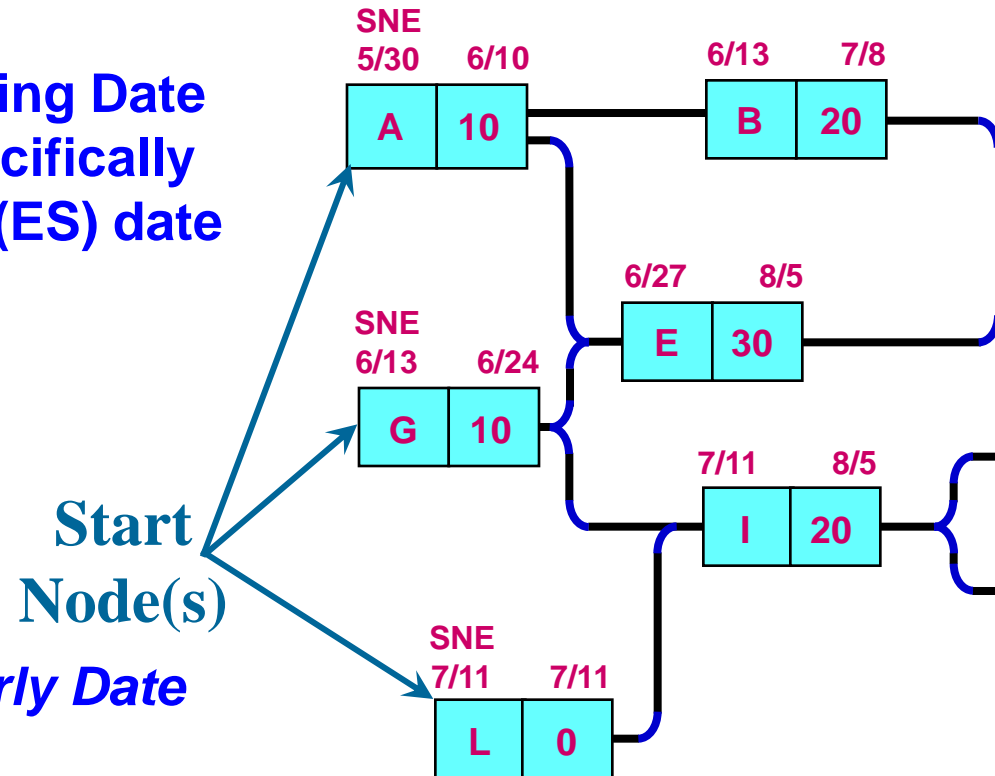 SNE
5/30 6/10
A 10
6/13 7/8
B 20
ing Date
cifically
(ES) date
6/27 8/5
E 30
SNE
6/13 6/24
G 10
7/11 8/5
I 20
Start
Node(s)
rly Date
SNE
7/11 7/11
L 0